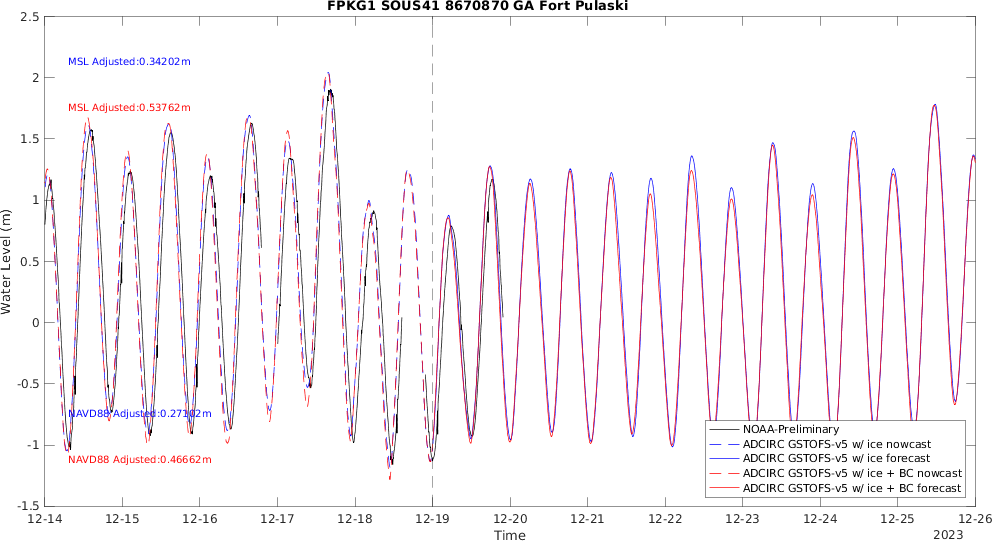 FPKG1 SOUS41 8670870 GA Fort Pulaski
2.5
2
1.5
1
0.5
0
-0.5
-1
-1.5
Water Level (m)
MSL Adjusted:0.34202m
MSL Adjusted:0.53762m
NAVD88 Adjusted:0.27102m
NAVD88 Adjusted:0.46662m
NOAA-Preliminary
ADCIRC GSTOFS-v5 w/ ice nowcast
ADCIRC GSTOFS-v5 w/ ice forecast
ADCIRC GSTOFS-v5 w/ ice + BC nowcast
ADCIRC GSTOFS-v5 w/ ice + BC forecast
12-14 12-15 12-16 12-17 12-18 12-19 12-20 12-21 12-22 12-23 12-24 12-25 12-26
Time
2023